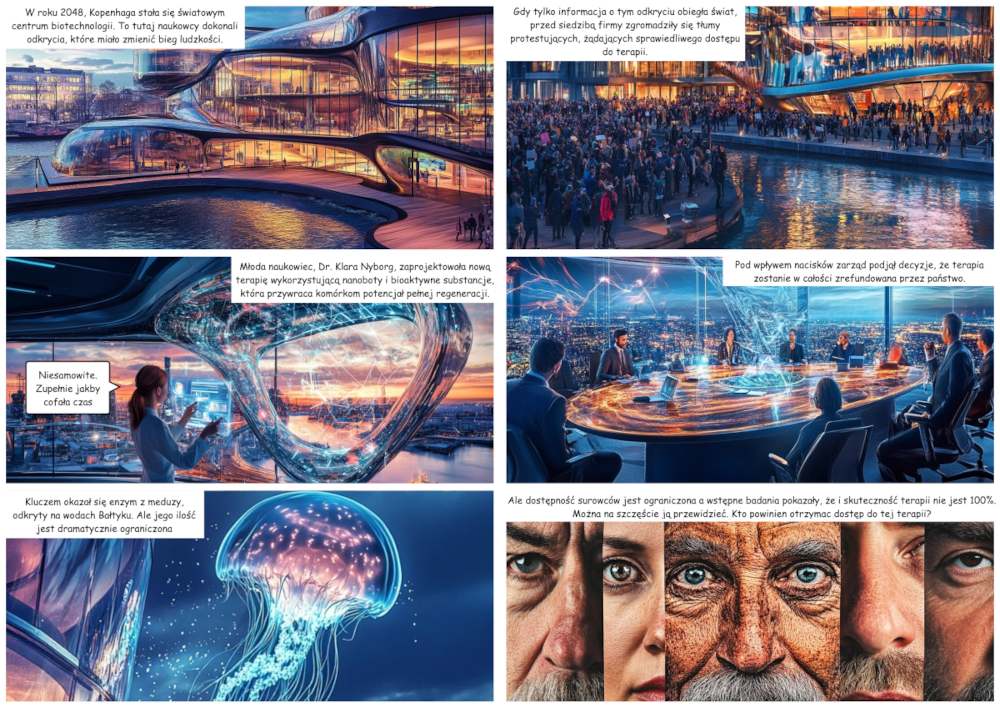 W roku 2048, Kopenhaga stała się światowym
centrum biotechnologii. To tutaj naukowcy dokonali
odkrycia, które miało zmienić bieg ludzkości.
Młoda naukowiec, Dr. Klara Nyborg, zaprojektowała nową
terapię wykorzystującą nanoboty i bioaktywne substancje,
która przywraca komórkom potencjał pełnej regeneracji.
Niesamowite.
Zupełnie jakby
cofała czas
Kluczem okazał się enzym z meduzy,
odkryty na wodach Bałtyku. Ale jego ilość
jest dramatycznie ograniczona
Gdy tylko informacja o tym odkryciu obiegła świat,
przed siedzibą firmy zgromadziły się tłumy
protestujących, żądających sprawiedliwego dostępu
do terapii.
Pod wpływem nacisków zarząd podjął decyzje, że terapia
zostanie w całości zrefundowana przez państwo.
Ale dostępność surowców jest ograniczona a wstępne badania pokazały, że i skuteczność terapii nie jest 100%.
Można na szczęście ją przewidzieć. Kto powinien otrzymac dostęp do tej terapii?